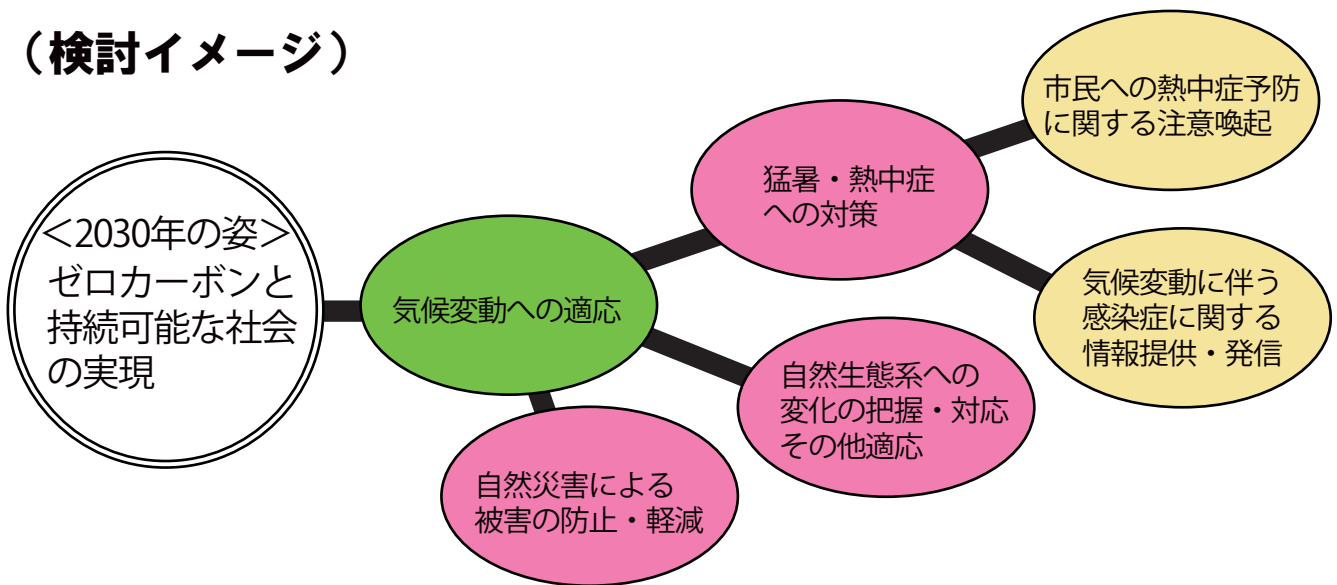 （検討イメージ）
＜2030年の姿＞
ゼロカーボンと
持続可能な社会
の実現
気候変動への適応
猛暑・熱中症
への対策
市民への熱中症予防
に関する注意喚起
気候変動に伴う
感染症に関する
情報提供・発信
自然生態系への
変化の把握・対応
その他適応
自然災害による
被害の防止・軽減